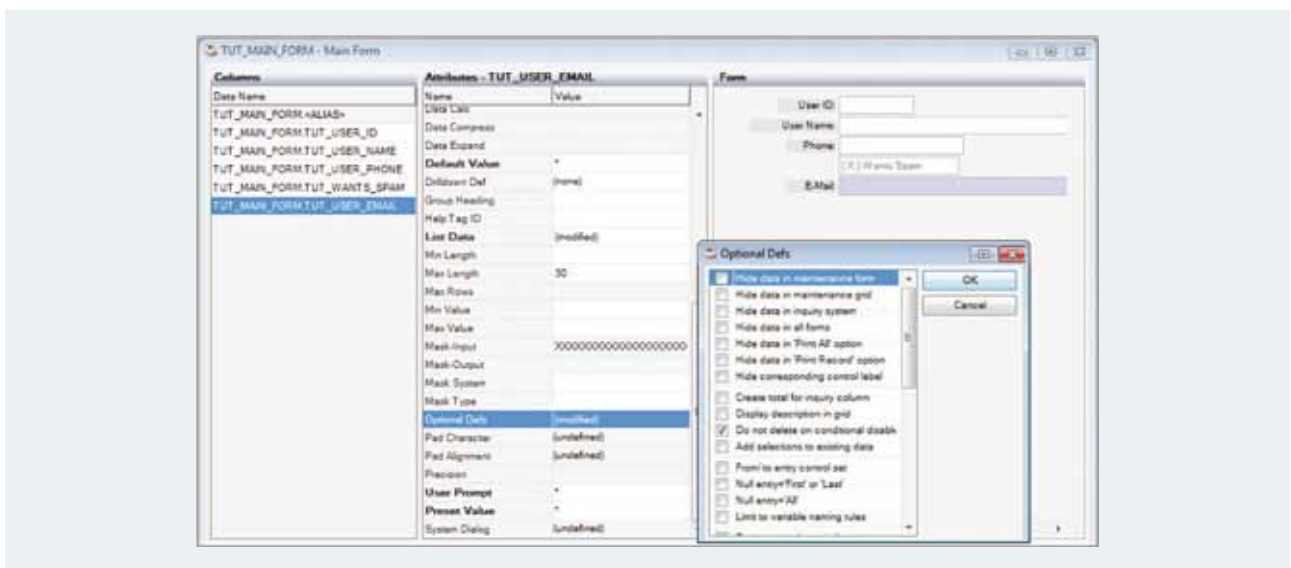 TUT_MAIN_FORM - Main Form
Columns
Data Name
TUT_MAIN_FORM.<ALIAS>
TUT_MAIN_FORM.TUT_USER_ID
TUT_MAIN_FORM.TUT_USER_NAME
TUT_MAIN_FORM.TUT_USER_PHONE
TUT_MAIN_FORM.TUT_WANTS_SPAM
TUT_MAIN_FORM.TUT_USER_EMAIL
Attributes - TUT_USER_EMAIL
Name Value
Data Calc
Data Compress
Data Expand
Default Value *
Drilldown Def (none)
Group Heading
Help Tag ID
List Data (modified)
Min Length
Max Length 30
Max Rows
Min Value
Max Value
Mask-Input XXXXXXXXXXXXXXXXXXXX
Mask-Output
Mask System
Mask Type
Optional Defs (modified)
Pad Character (undefined)
Pad Alignment (undefined)
Precision
User Prompt *
Preset Value *
System Dialog (undefined)
Form
User ID:
User Name:
Phone:
[X] Wants Spam
E-Mail:
Optional Defs
Hide data in maintenance form
Hide data in maintenance grid
Hide data in inquiry system
Hide data in all forms
Hide data in 'Print All' option
Hide data in 'Print Record' option
Hide corresponding control label
Create total for inquiry column
Display description in grid
Do not delete on conditional disabl
Add selections to existing data
From/to entry control set
Null entry='First' or 'Last'
Null entry='All'
Limit to variable naming rules
OK
Cancel